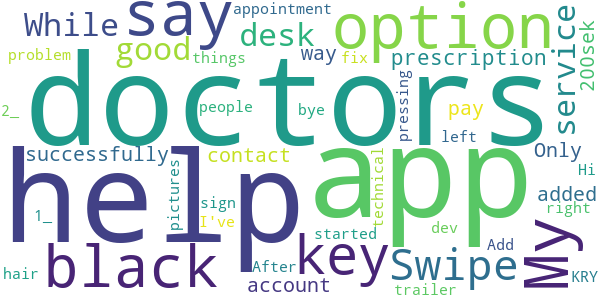 While say appointment option service
problem good things desk way fix prescription 200sek
2_ doctors people bye pressing pay left
successfully help contact app Only Hi
pictures sign I've technical added
1_ started dev right
black key Swipe My Add KRY
hair After account trailer